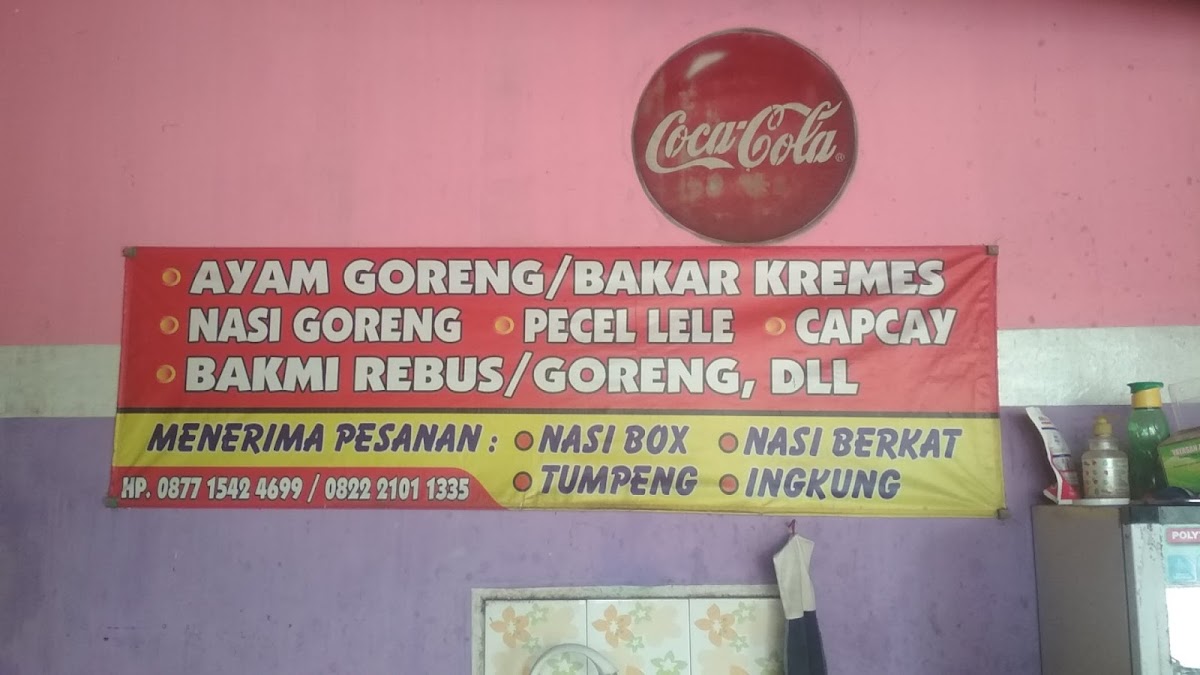 Coca-Cola ®
AYAM GORENG/BAKAR KREMES
NASI GORENG PECEL LELE CAPCAY
BAKMI REBUS/GORENG, DLL
MENERIMA PESANAN : NASI BOX NASI BERKAT
TUMPENG INGKUNG
HP. 0877 1542 4699 / 0822 2101 1335
POLY